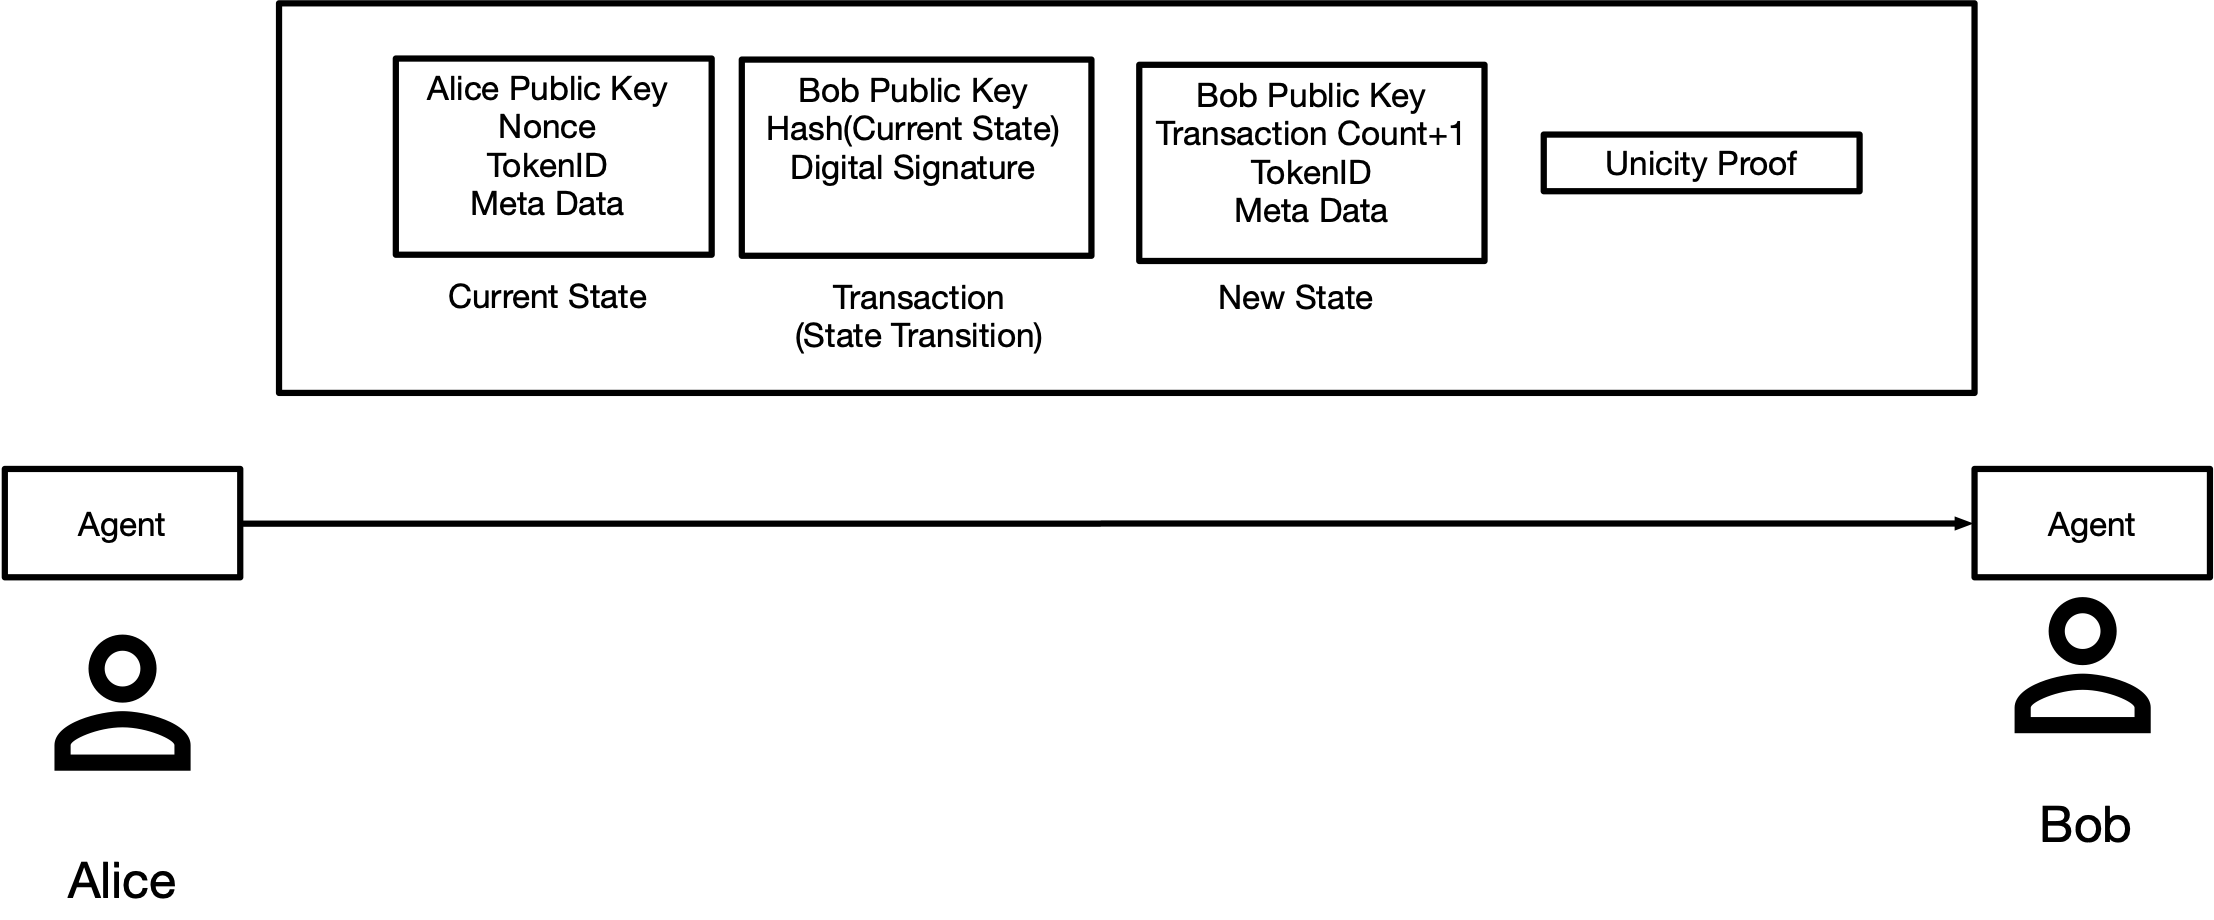 Alice Public Key
Nonce
TokenID
Meta Data
Current State
Bob Public Key
Hash(Current State)
Digital Signature
Transaction
(State Transition)
Bob Public Key
Transaction Count+1
TokenID
Meta Data
New State
Unicity Proof
Agent
Agent
Alice
Bob